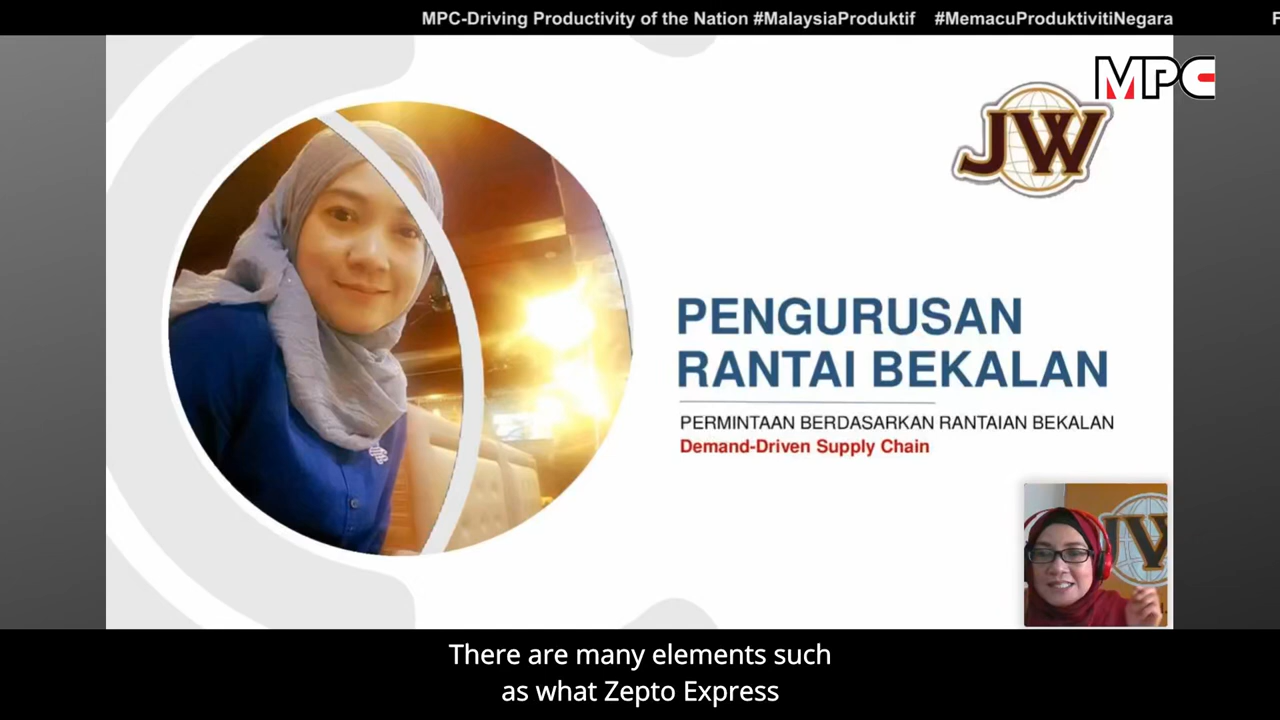 MPC-Driving Productivity of the Nation #MalaysiaProduktif #MemacuProduktivitiNegara F
MPC
JW
PENGURUSAN
RANTAI BEKALAN
PERMINTAAN BERDASARKAN RANTAIAN BEKALAN
Demand-Driven Supply Chain
JW
There are many elements such
as what Zepto Express